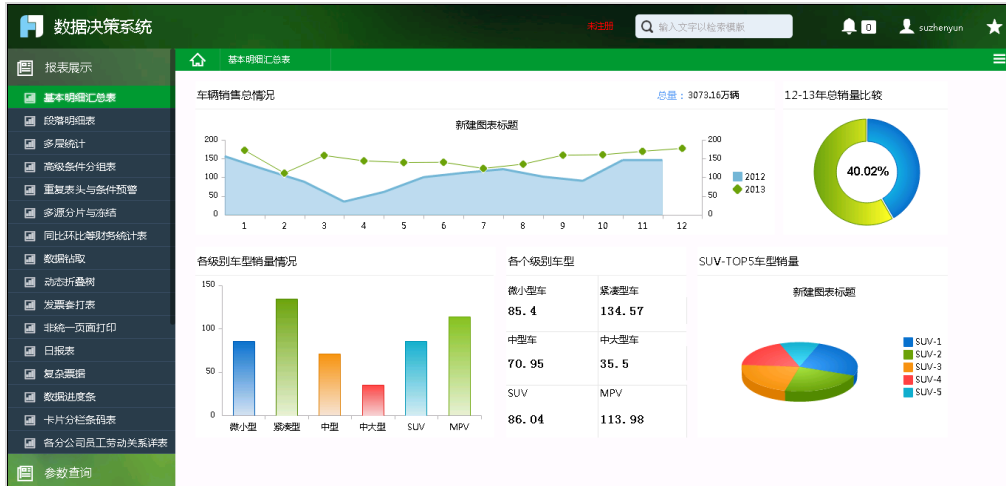 数据决策系统
未注册
输入文字以检索模版
0
suzhenyun
报表展示
基本明细汇总表
段落明细表
多层统计
高级条件分组表
重复表头与条件预警
多源分片与冻结
同比环比等财务统计表
数据钻取
动态折叠树
发票套打表
非统一页面打印
日报表
复杂票据
数据进度条
卡片分栏条码表
各分公司员工劳动关系详表
参数查询
基本明细汇总表
车辆销售总情况
总量：3073.16万辆
新建图表标题
200
150
100
50
0
200
150
100
50
0
1 2 3 4 5 6 7 8 9 10 11 12
2012
2013
12-13年总销量比较
40.02%
各级别车型销量情况
150
100
50
0
微小型 紧凑型 中型 中大型 SUV MPV
各个级别车型
微小型车 紧凑型车
85.4 134.57
中型车 中大型车
70.95 35.5
SUV MPV
86.04 113.98
SUV-TOP5车型销量
新建图表标题
SUV-1
SUV-2
SUV-3
SUV-4
SUV-5